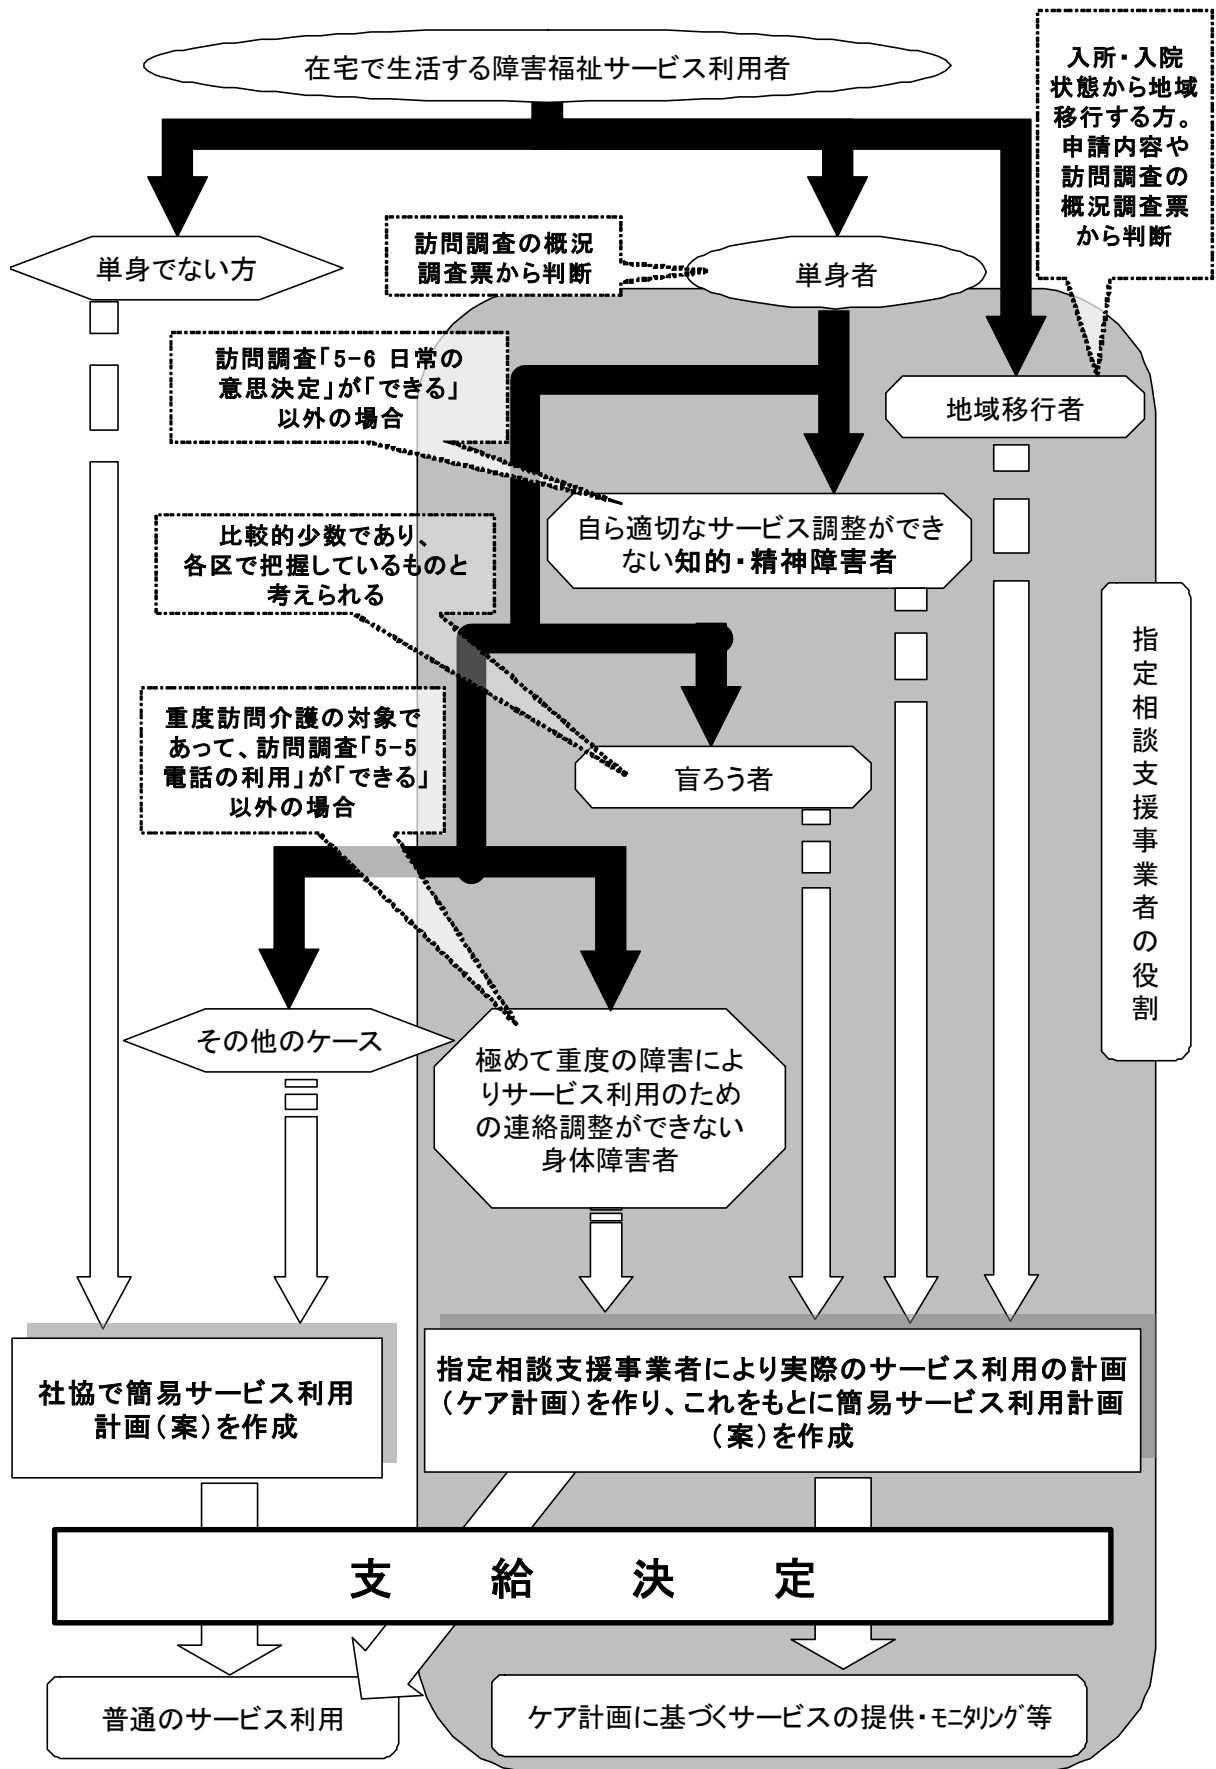 在宅で生活する障害福祉サービス利用者
入所・入院
状態から地域
移行する方。
申請内容や
訪問調査の
概況調査票
から判断
単身でない方
訪問調査の概況
調査票から判断
単身者
訪問調査「5-6 日常の
意思決定」が「できる」
以外の場合
地域移行者
自ら適切なサービス調整ができ
ない知的・精神障害者
比較的少数であり、
各区で把握しているものと
考えられる
指定相談支援事業者の役割
重度訪問介護の対象で
あって、訪問調査「5-5
電話の利用」が「できる」
以外の場合
盲ろう者
その他のケース
極めて重度の障害によ
りサービス利用のため
の連絡調整ができない
身体障害者
社協で簡易サービス利用
計画（案）を作成
指定相談支援事業者により実際のサービス利用の計画
（ケア計画）を作り、これをもとに簡易サービス利用計画
（案）を作成
支 給 決 定
普通のサービス利用
ケア計画に基づくサービスの提供・ﾓﾆﾀﾘﾝｸﾞ等